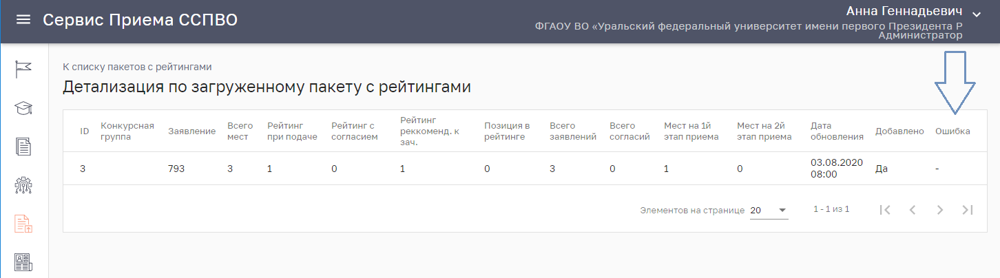 Сервис Приема ССПВО
Анна Геннадьевич
ФГАОУ ВО «Уральский федеральный университет имени первого Президента Р
Администратор
К списку пакетов с рейтингами
Детализация по загруженному пакету с рейтингами
ID Конкурсная группа Заявление Всего мест Рейтинг при подаче Рейтинг с согласием Рейтинг реккоменд. к зач. Позиция в рейтинге Всего заявлений Всего согласий Мест на 1й этап приема Мест на 2й этап приема Дата обновления Добавлено Ошибка
3 793 3 1 0 1 0 3 0 1 0 03.08.2020 08:00 Да -
Элементов на странице 20 1 - 1 из 1